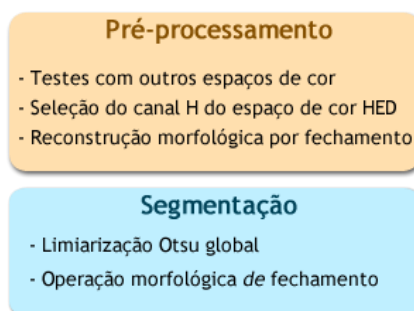 Pré-processamento
- Testes com outros espaços de cor
- Seleção do canal H do espaço de cor HED
- Reconstrução morfológica por fechamento
Segmentação
- Limiarização Otsu global
- Operação morfológica de fechamento